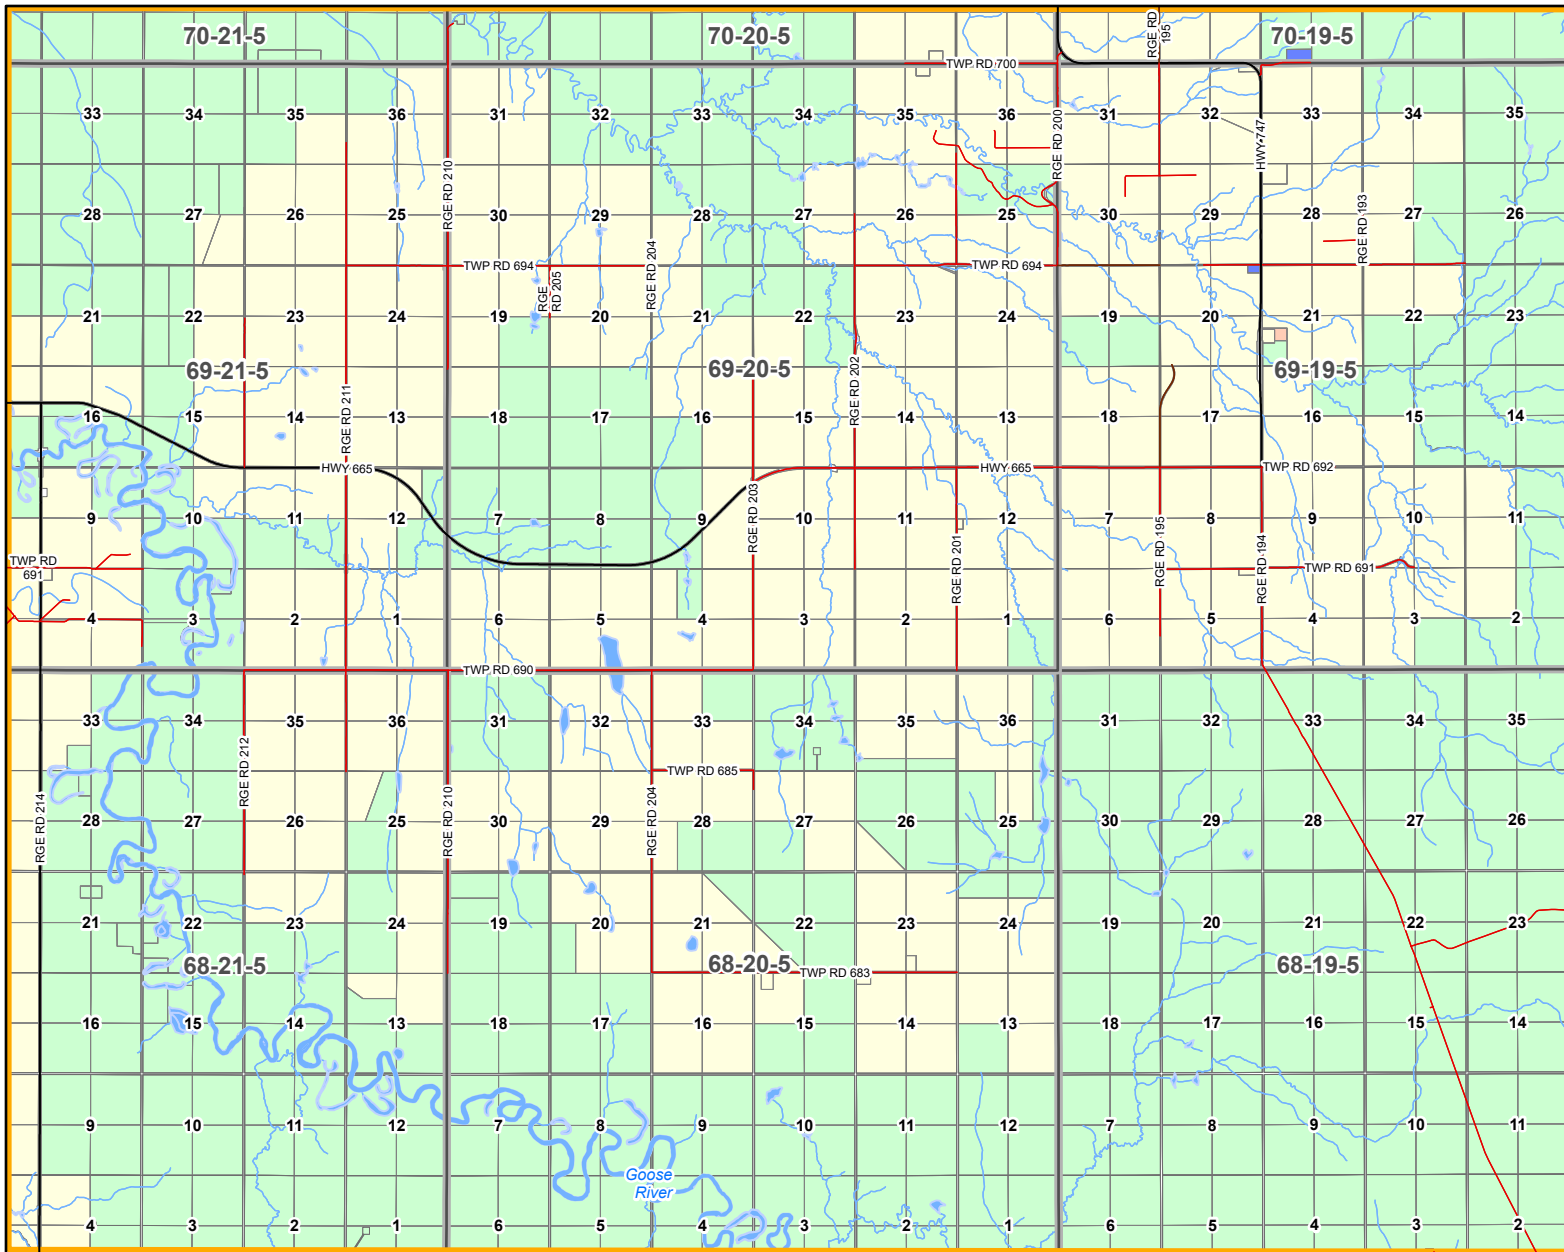 70-21-5 70-20-5 RGE RD 195 70-19-5
TWP RD 700
33 34 35 36 31 32 33 34 35 36 31 32 33 34 35
RGE RD 210 RGE RD 200 HWY 747
28 27 26 25 30 29 28 27 26 25 30 29 28 27 26
RGE RD 204 RGE RD 193
TWP RD 694 TWP RD 694
RGE RD 205
21 22 23 24 19 20 21 22 23 24 19 20 21 22 23
69-21-5 69-20-5 69-19-5
RGE RD 211 RGE RD 202
16 15 14 13 18 17 16 15 14 13 18 17 16 15 14
HWY 665 HWY 665 TWP RD 692
9 10 11 12 7 8 9 10 11 12 7 8 9 10 11
RGE RD 203 RGE RD 201 RGE RD 195 RGE RD 194
TWP RD
691
TWP RD 691
4 3 2 1 6 5 4 3 2 1 6 5 4 3 2
TWP RD 690
33 34 35 36 31 32 33 34 35 36 31 32 33 34 35
RGE RD 212
TWP RD 685
RGE RD 214 RGE RD 210 RGE RD 204
28 27 26 25 30 29 28 27 26 25 30 29 28 27 26
21 22 23 24 19 20 21 22 23 24 19 20 21 22 23
68-21-5 68-20-5 68-19-5
TWP RD 683
16 15 14 13 18 17 16 15 14 13 18 17 16 15 14
9 10 11 12 7 8 9 10 11 12 7 8 9 10 11
Goose
River
4 3 2 1 6 5 4 3 2 1 6 5 4 3 2